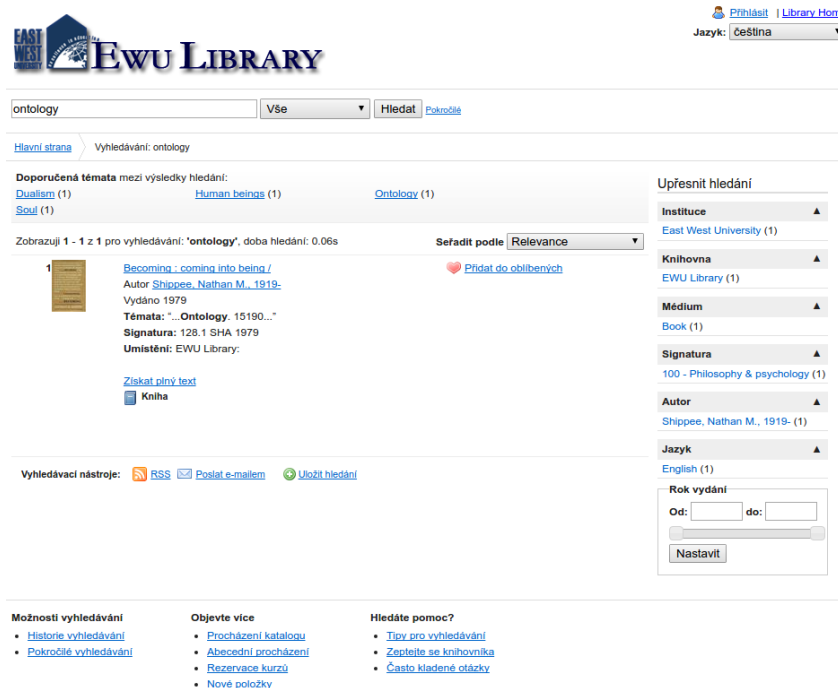 Přihlásit | Library Hom
Jazyk: čeština
EAST WEST UNIVERSITY
EWU LIBRARY
ontology Vše Hledat Pokročilé
Hlavní strana Vyhledávání: ontology
Doporučená témata mezi výsledky hledání:
Dualism (1) Human beings (1) Ontology (1)
Soul (1)
Zobrazuji 1 - 1 z 1 pro vyhledávání: 'ontology', doba hledání: 0.06s Seřadit podle Relevance
1 Becoming : coming into being / Přidat do oblíbených
Autor Shippee, Nathan M., 1919-
Vydáno 1979
Témata: "...Ontology. 15190..."
Signatura: 128.1 SHA 1979
Umístění: EWU Library:
Získat plný text
Kniha
Vyhledávací nástroje: RSS Poslat e-mailem Uložit hledání
Upřesnit hledání
Instituce ▲
East West University (1)
Knihovna ▲
EWU Library (1)
Médium ▲
Book (1)
Signatura ▲
100 - Philosophy & psychology (1)
Autor ▲
Shippee, Nathan M., 1919- (1)
Jazyk ▲
English (1)
Rok vydání
Od: do:
Nastavit
Možnosti vyhledávání
• Historie vyhledávání
• Pokročilé vyhledávání
Objevte více
• Procházení katalogu
• Abecední procházení
• Rezervace kurzů
• Nové položky
Hledáte pomoc?
• Tipy pro vyhledávání
• Zeptejte se knihovníka
• Často kladené otázky